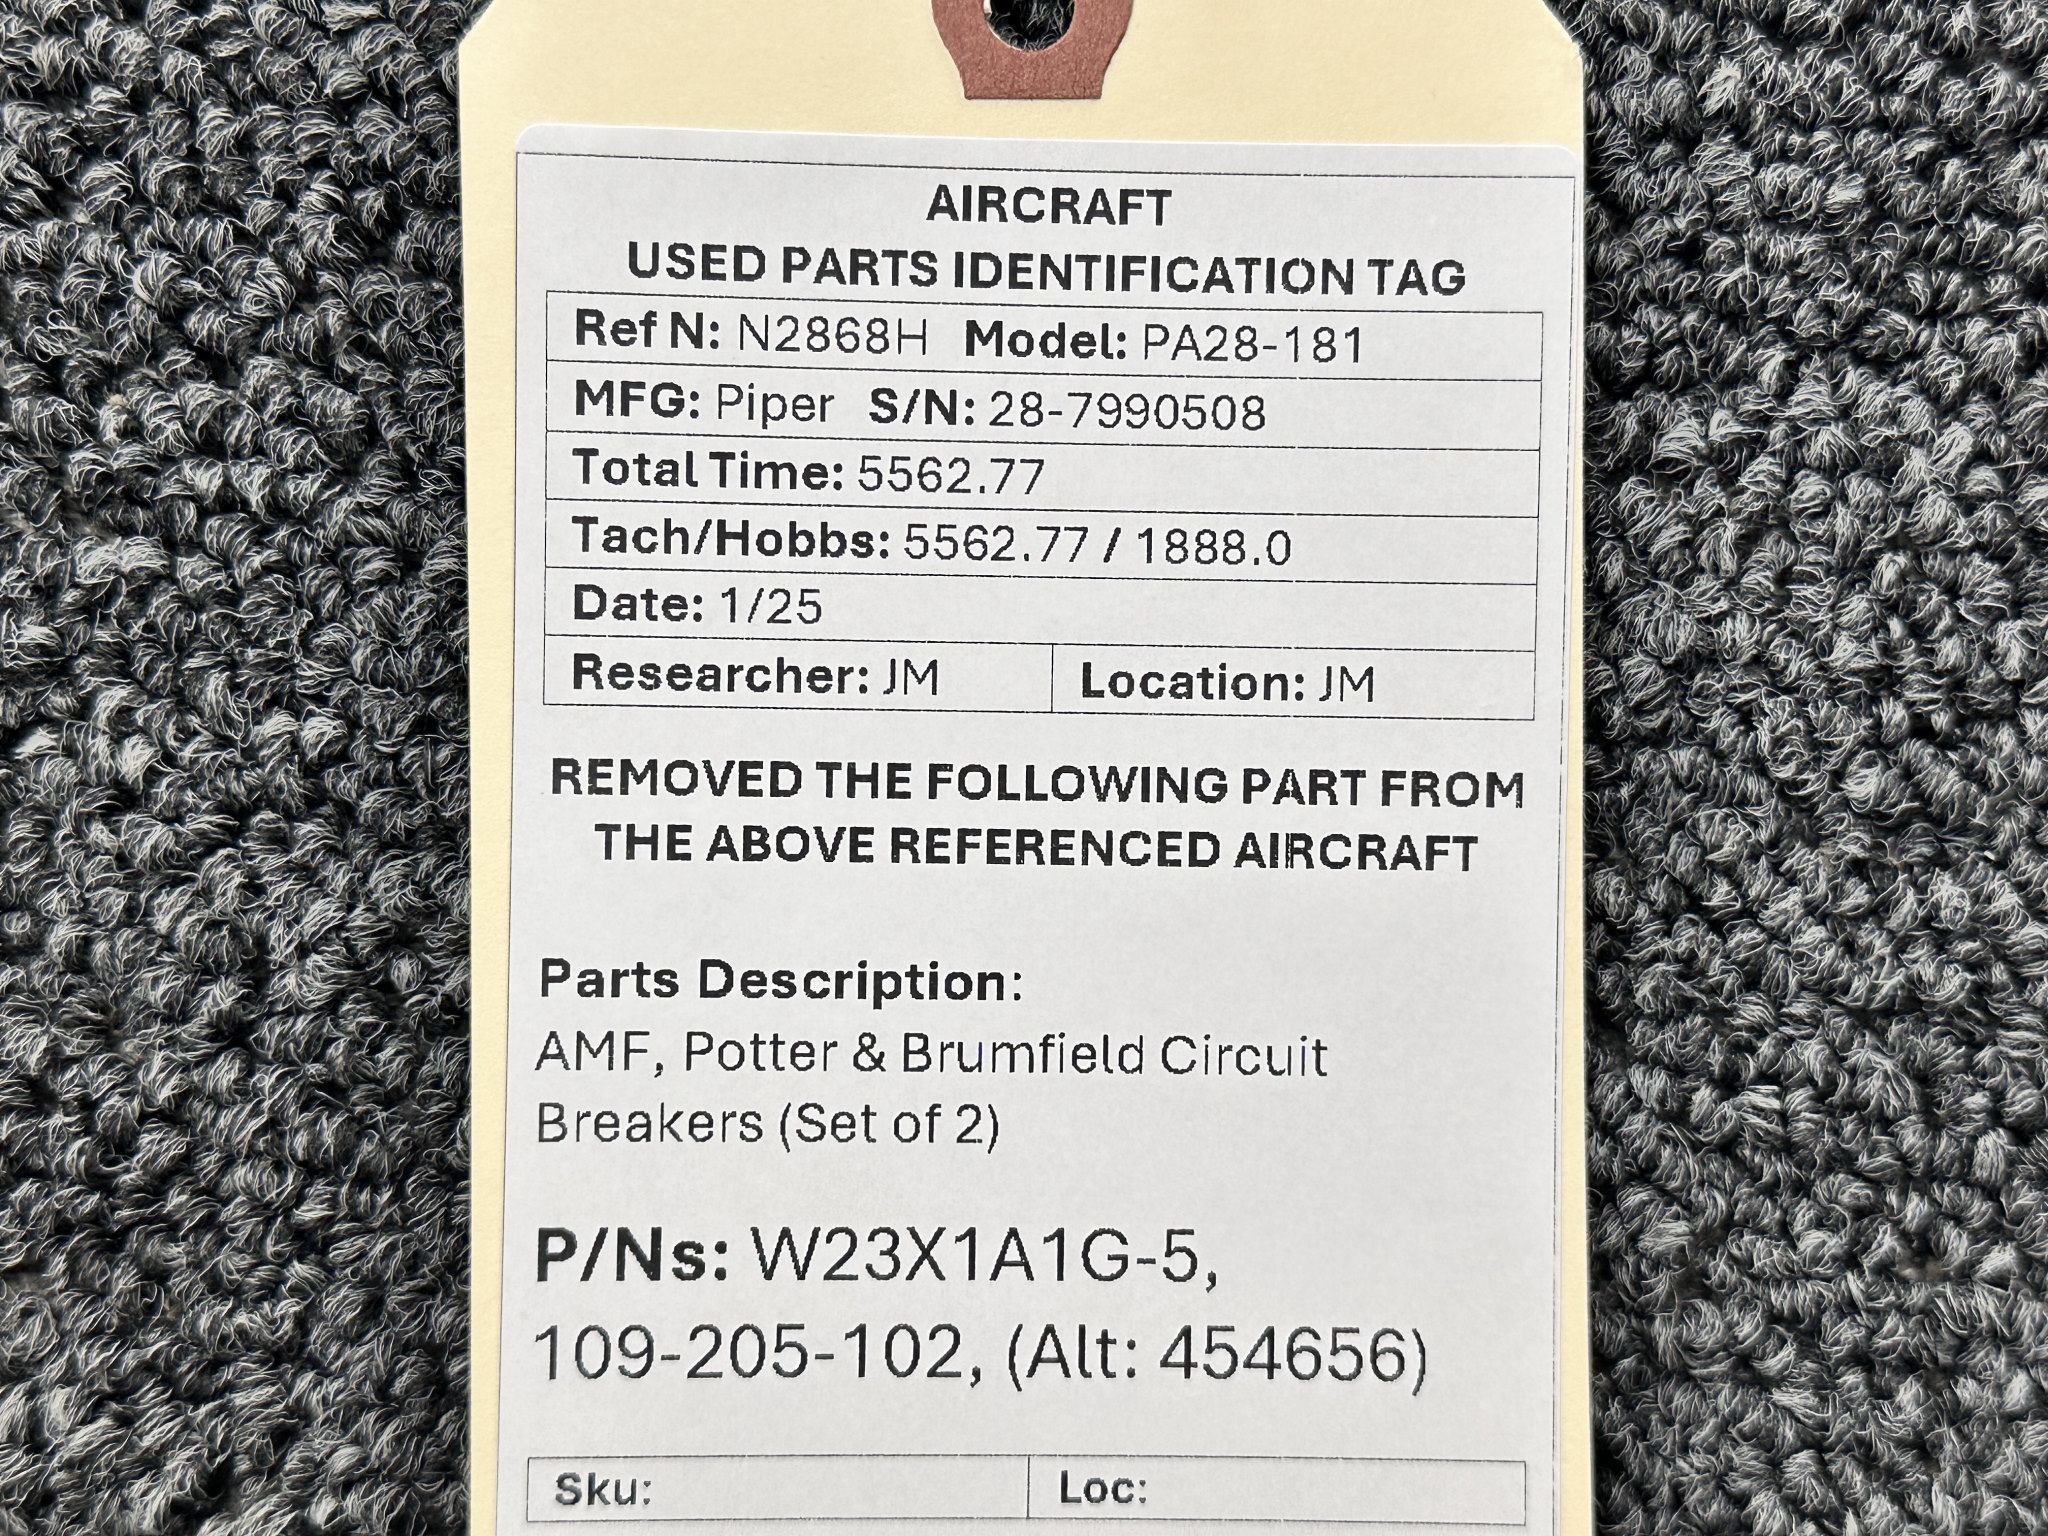 AIRCRAFT
USED PARTS IDENTIFICATION TAG
Ref N: N2868H Model: PA28-181
MFG: Piper S/N: 28-7990508
Total Time: 5562.77
Tach/Hobbs: 5562.77 / 1888.0
Date: 1/25
Researcher: JM Location: JM
REMOVED THE FOLLOWING PART FROM
THE ABOVE REFERENCED AIRCRAFT
Parts Description:
AMF, Potter & Brumfield Circuit
Breakers (Set of 2)
P/Ns: W23X1A1G-5,
109-205-102, (Alt: 454656)
Sku: Loc: